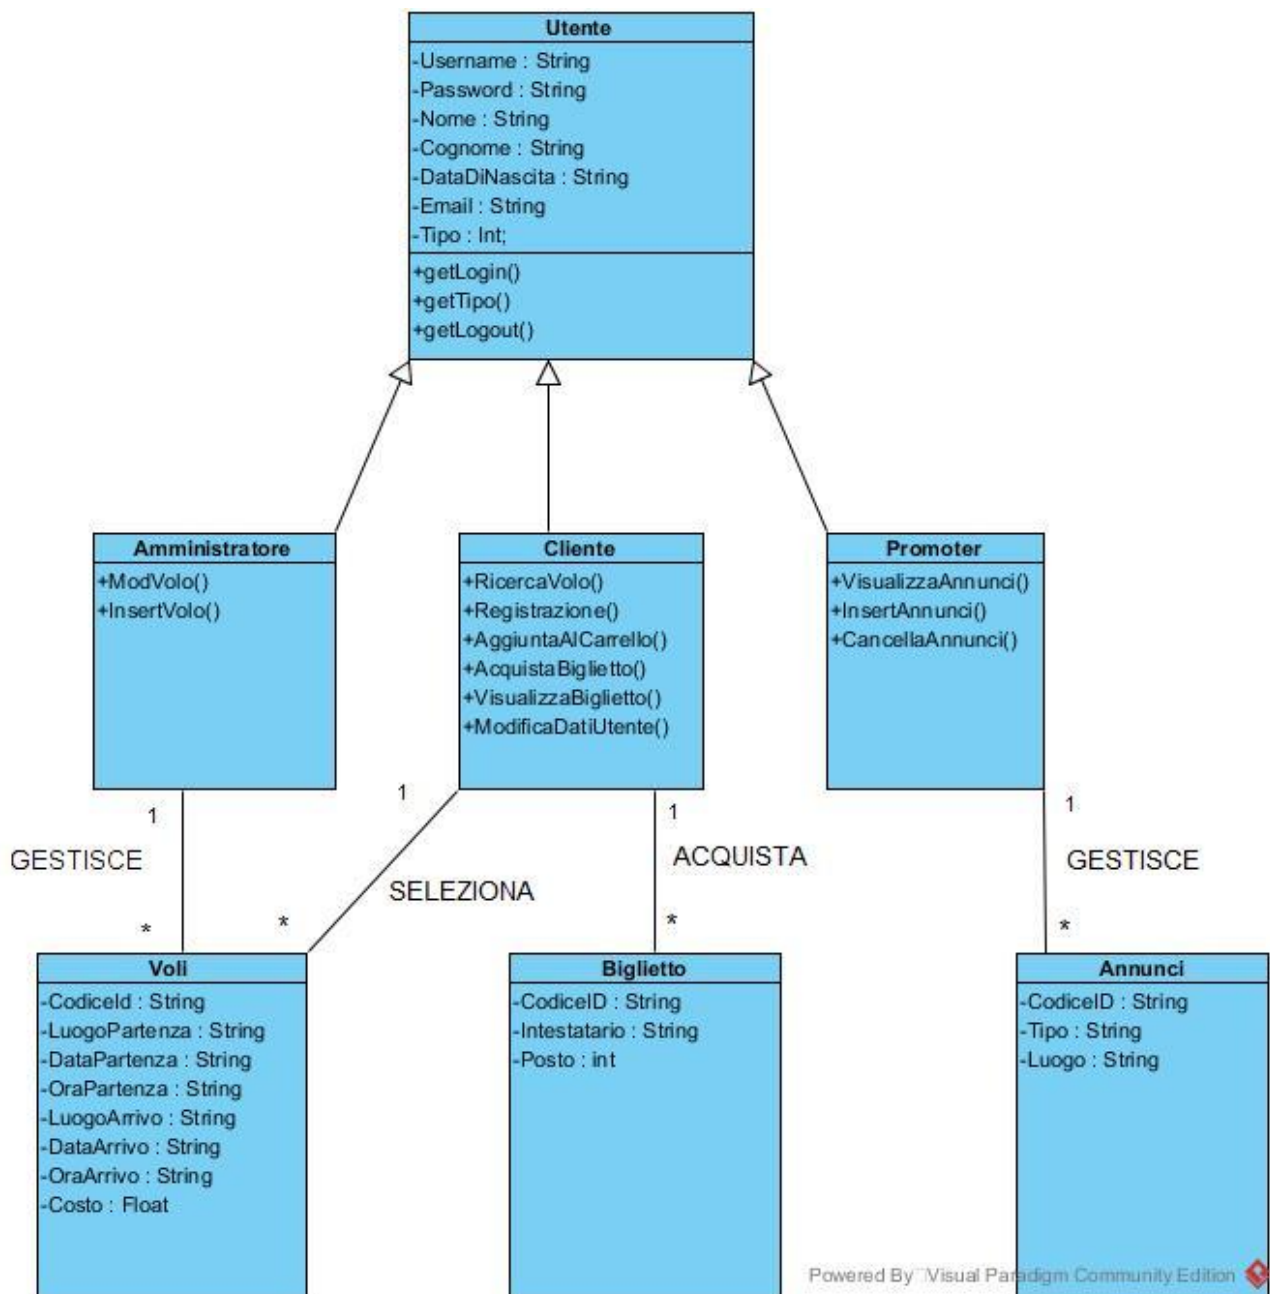 Utente
-Username : String
-Password : String
-Nome : String
-Cognome : String
-DataDiNascita : String
-Email : String
-Tipo : Int;
+getLogin()
+getTipo()
+getLogout()
Amministratore
+ModVolo()
+InsertVolo()
Cliente
+RicercaVolo()
+Registrazione()
+AggiuntaAlCarrello()
+AcquistaBiglietto()
+VisualizzaBiglietto()
+ModificaDatiUtente()
Promoter
+VisualizzaAnnunci()
+InsertAnnunci()
+CancellaAnnunci()
1
GESTISCE
*
1
SELEZIONA
*
1
ACQUISTA
*
1
GESTISCE
*
Voli
-CodiceId : String
-LuogoPartenza : String
-DataPartenza : String
-OraPartenza : String
-LuogoArrivo : String
-DataArrivo : String
-OraArrivo : String
-Costo : Float
Biglietto
-CodiceID : String
-Intestatario : String
-Posto : int
Annunci
-CodiceID : String
-Tipo : String
-Luogo : String
Powered By Visual Paradigm Community Edition